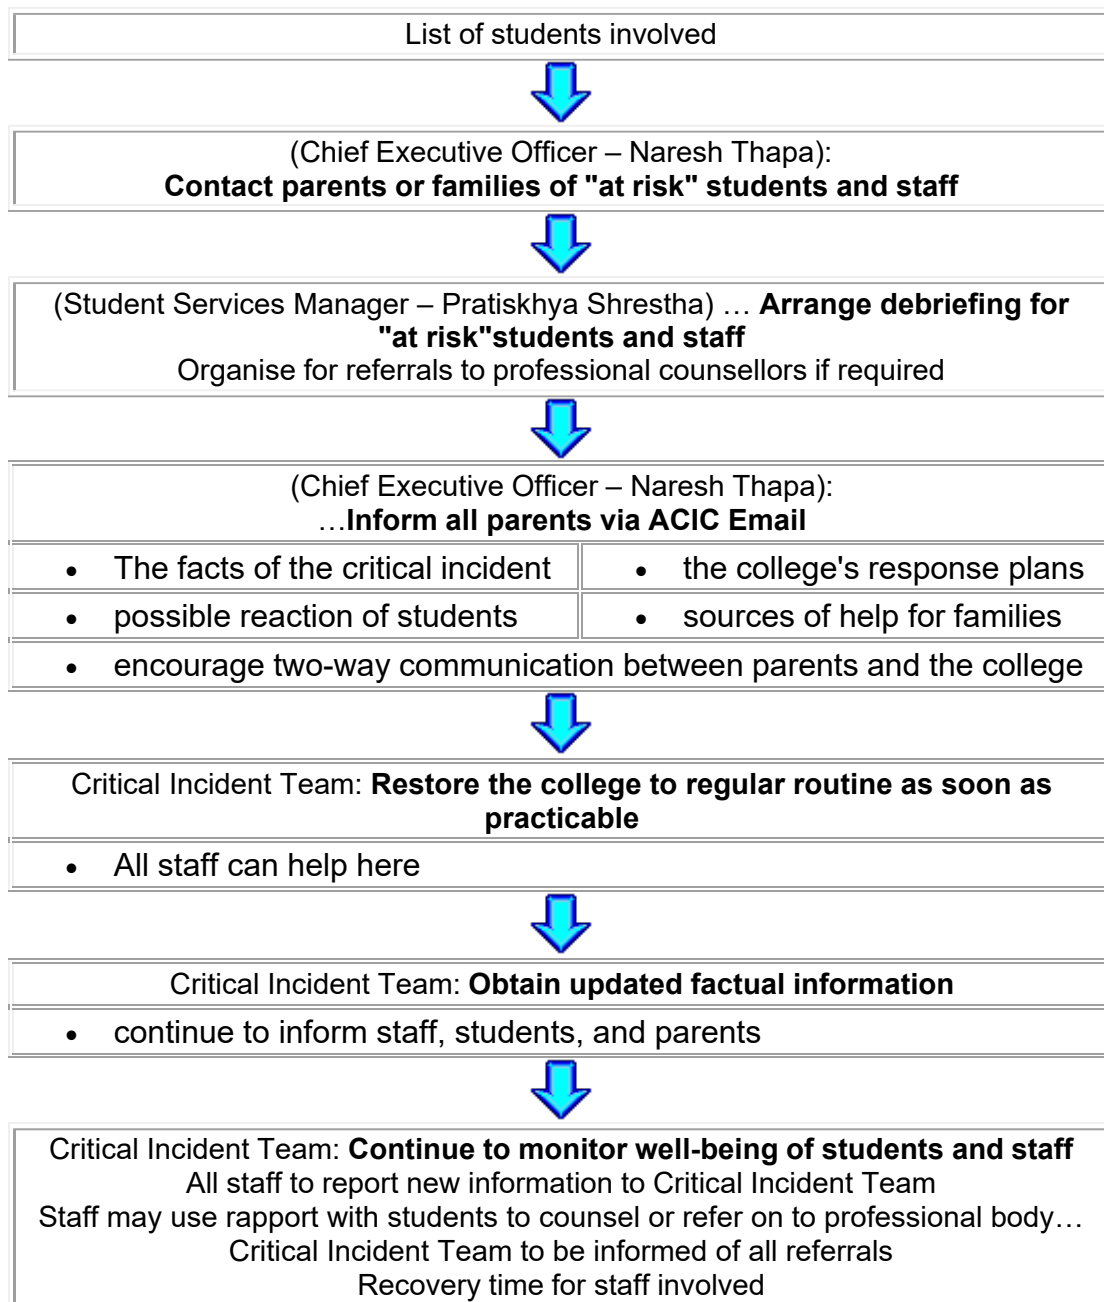 List of students involved
(Chief Executive Officer – Naresh Thapa):
Contact parents or families of "at risk" students and staff
(Student Services Manager – Pratiskhya Shrestha) … Arrange debriefing for
"at risk"students and staff
Organise for referrals to professional counsellors if required
(Chief Executive Officer – Naresh Thapa):
…Inform all parents via ACIC Email
• The facts of the critical incident
• the college's response plans
• possible reaction of students
• sources of help for families
• encourage two-way communication between parents and the college
Critical Incident Team: Restore the college to regular routine as soon as
practicable
• All staff can help here
Critical Incident Team: Obtain updated factual information
• continue to inform staff, students, and parents
Critical Incident Team: Continue to monitor well-being of students and staff
All staff to report new information to Critical Incident Team
Staff may use rapport with students to counsel or refer on to professional body…
Critical Incident Team to be informed of all referrals
Recovery time for staff involved